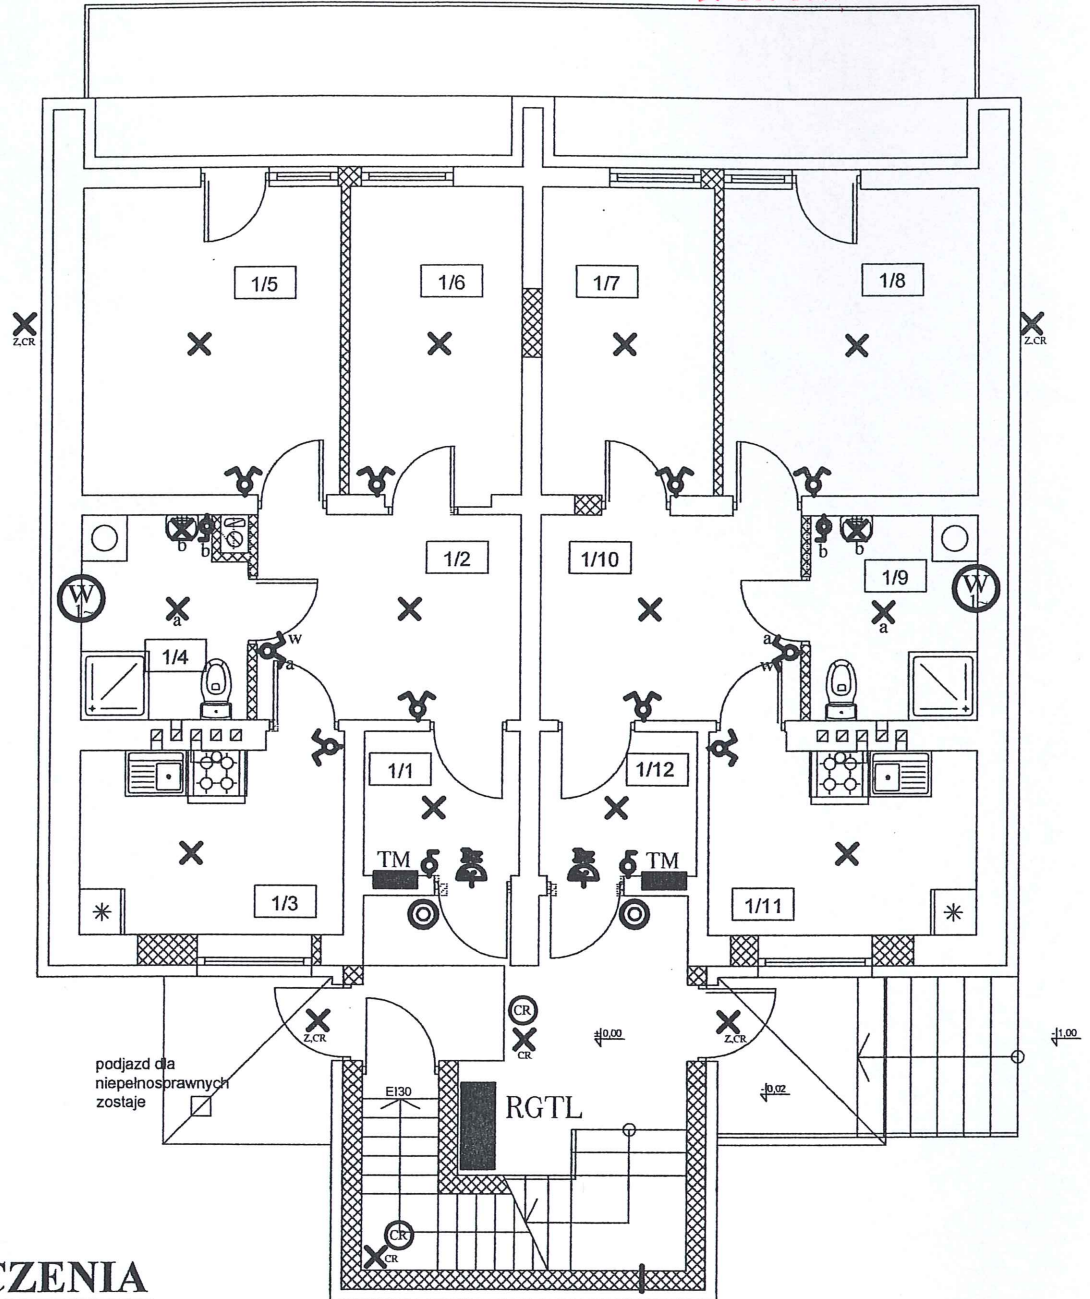 1/5
1/6
1/7
1/8
Z,CR
Z,CR
b
b
1/2
1/10
b
b
1/9
W
1~
a
a
W
1~
w
a
a
w
1/4
1/1
1/12
TM
TM
1/3
1/11
CR
Z,CR
CR
Z,CR
±0,00
-1,00
podjazd dla
niepełnosprawnych
zostaje
EI30
-0,02
RGTL
CR
CR
CZENIA